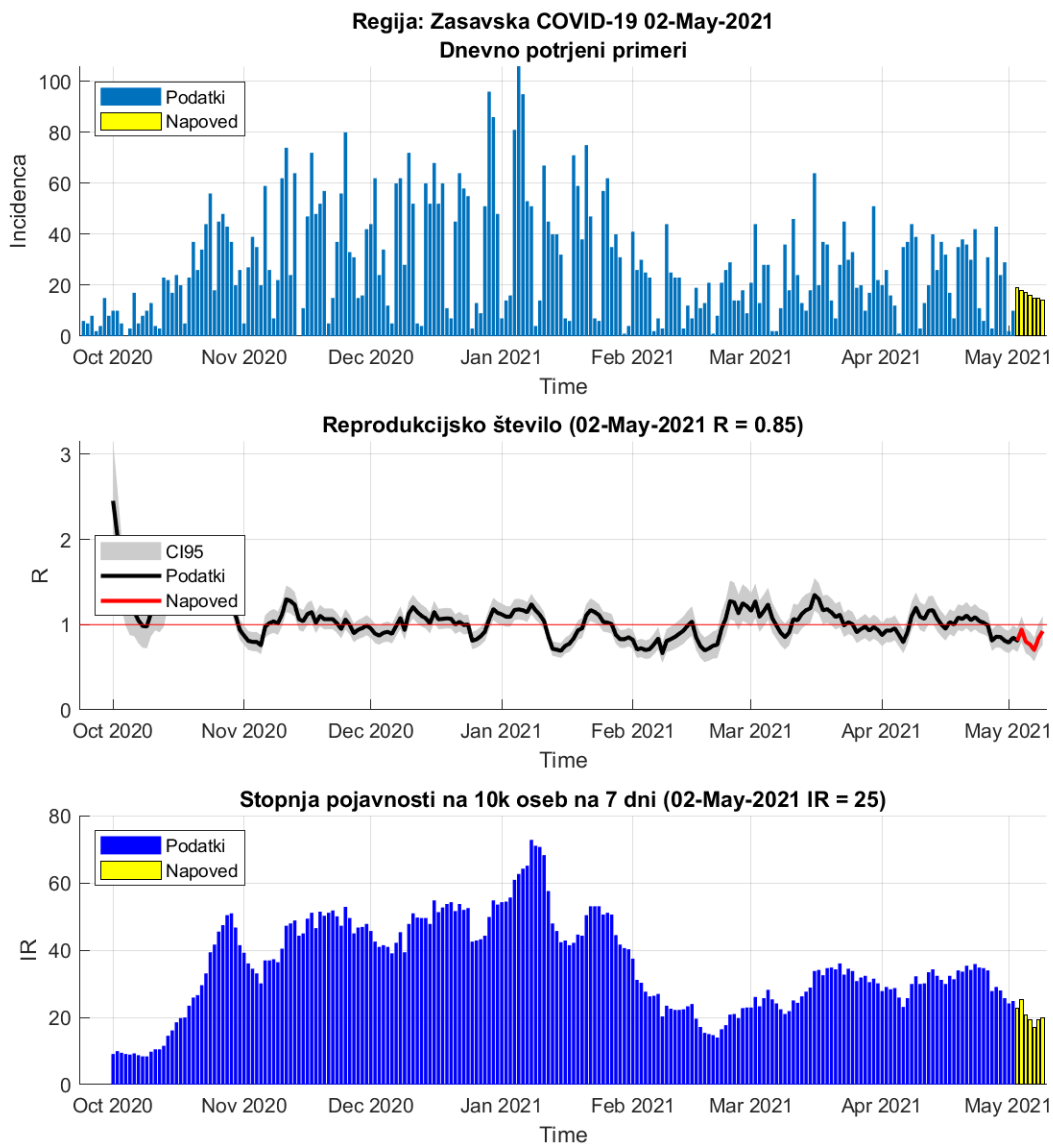 Regija: Zasavska COVID-19 02-May-2021
Dnevno potrjeni primeri
100
80
60
40
20
0
Incidenca
Podatki
Napoved
Oct 2020 Nov 2020 Dec 2020 Jan 2021 Feb 2021 Mar 2021 Apr 2021 May 2021
Time
Reprodukcijsko število (02-May-2021 R = 0.85)
3
2
1
0
R
CI95
Podatki
Napoved
Oct 2020 Nov 2020 Dec 2020 Jan 2021 Feb 2021 Mar 2021 Apr 2021 May 2021
Time
Stopnja pojavnosti na 10k oseb na 7 dni (02-May-2021 IR = 25)
80
60
40
20
0
IR
Podatki
Napoved
Oct 2020 Nov 2020 Dec 2020 Jan 2021 Feb 2021 Mar 2021 Apr 2021 May 2021
Time